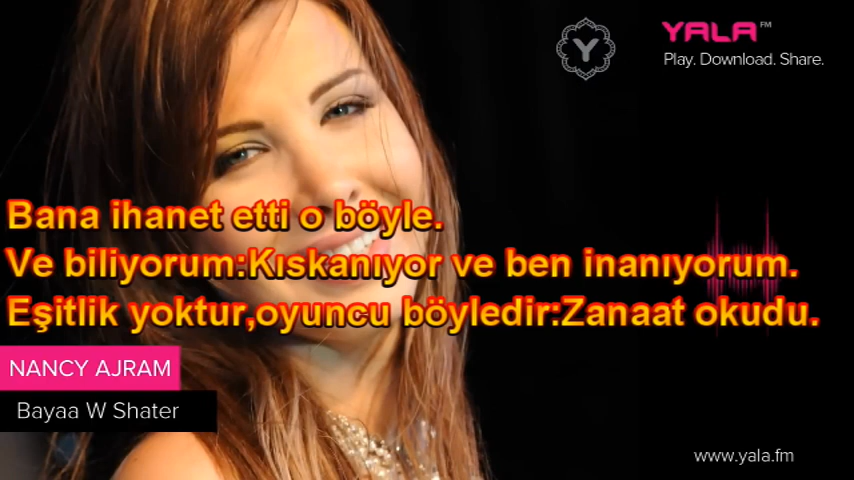 YALA FM
Play. Download. Share.
Y
Bana ihanet etti o böyle.
Ve biliyorum:Kıskanıyor ve ben inanıyorum.
Eşitlik yoktur,oyuncu böyledir:Zanaat okudu.
NANCY AJRAM
Bayaa W Shater
www.yala.fm